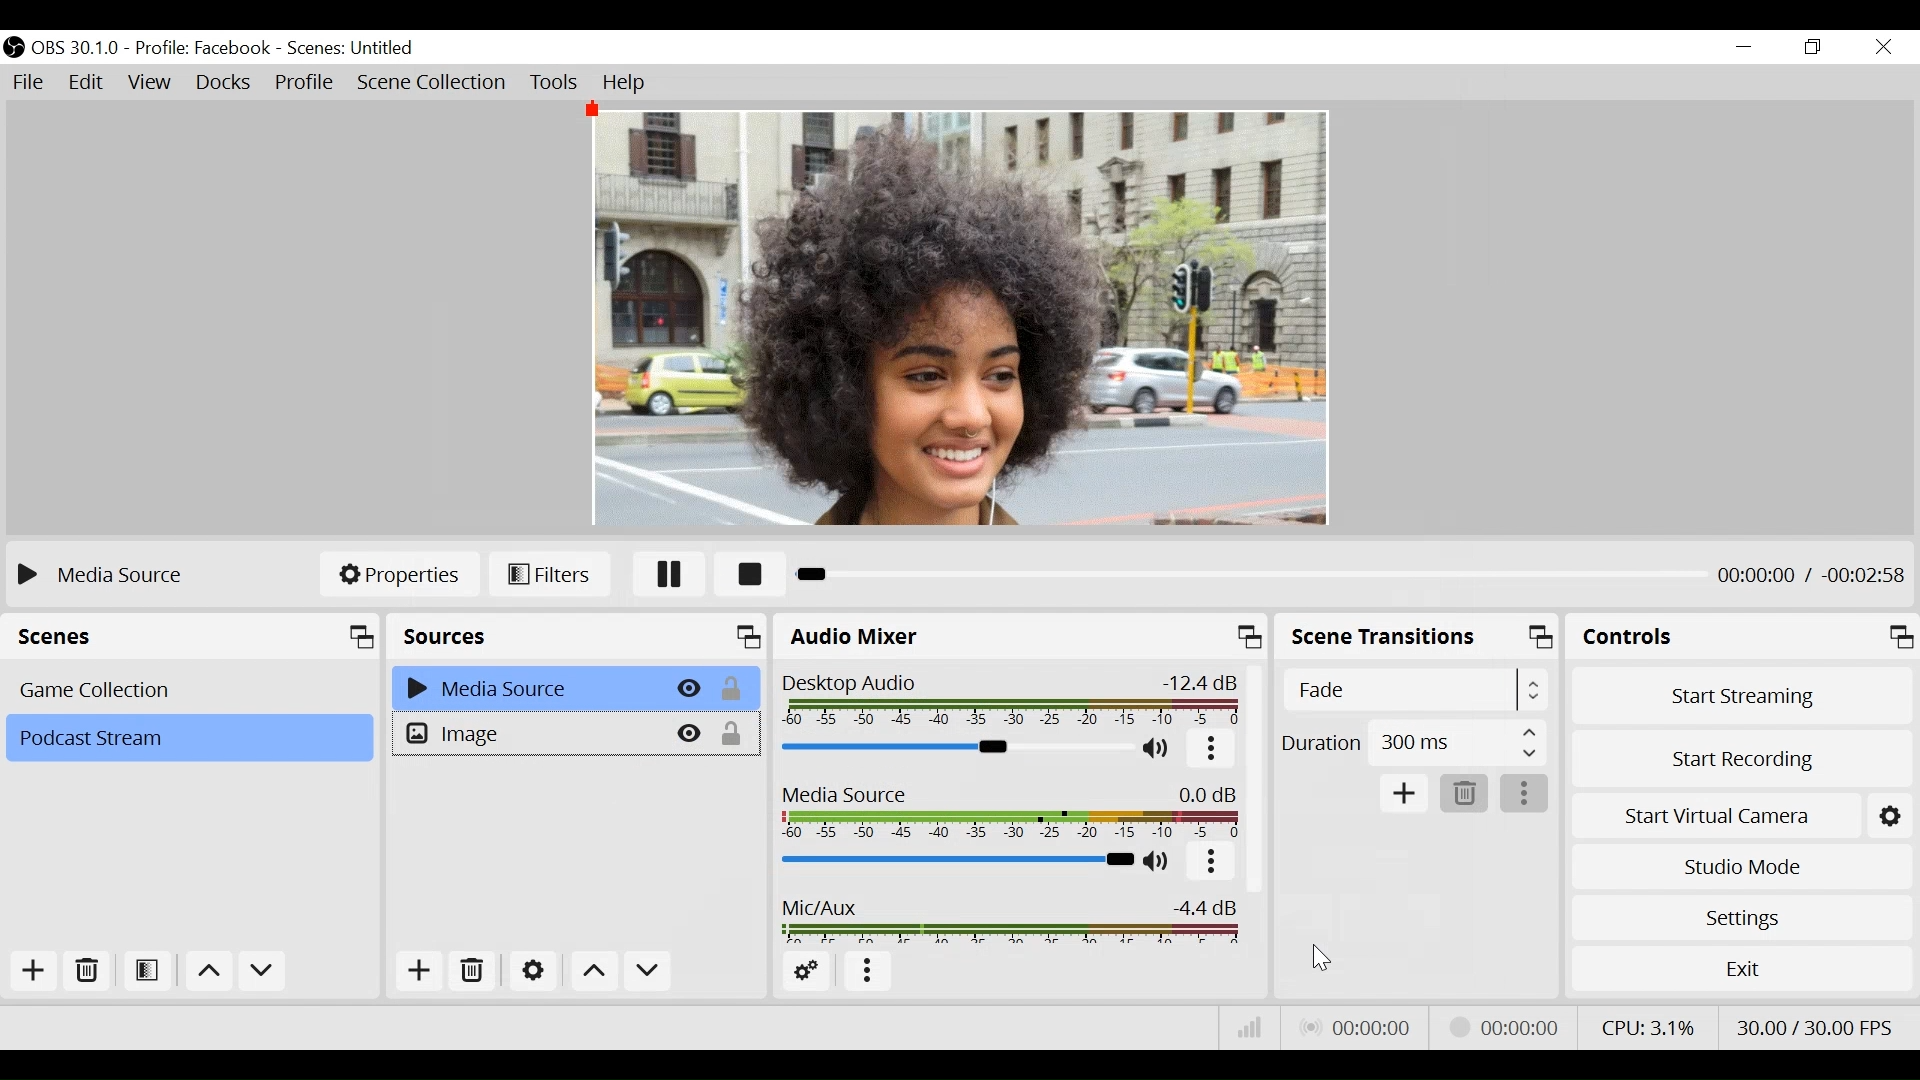 OBS 30.1.0 - Profile: Facebook - Scenes: Untitled
File Edit View Docks Profile Scene Collection Tools Help
Media Source Properties Filters 00:00:00 / -00:02:58
Scenes
Game Collection
Podcast Stream
Sources
Media Source
Image
Audio Mixer
Desktop Audio -12.4 dB
-60 -55 -50 -45 -40 -35 -30 -25 -20 -15 -10 -5 0
Media Source 0.0 dB
-60 -55 -50 -45 -40 -35 -30 -25 -20 -15 -10 -5 0
Mic/Aux -4.4 dB
Scene Transitions
Fade
Duration 300 ms
Controls
Start Streaming
Start Recording
Start Virtual Camera
Studio Mode
Settings
Exit
00:00:00 00:00:00 CPU: 3.1% 30.00 / 30.00 FPS